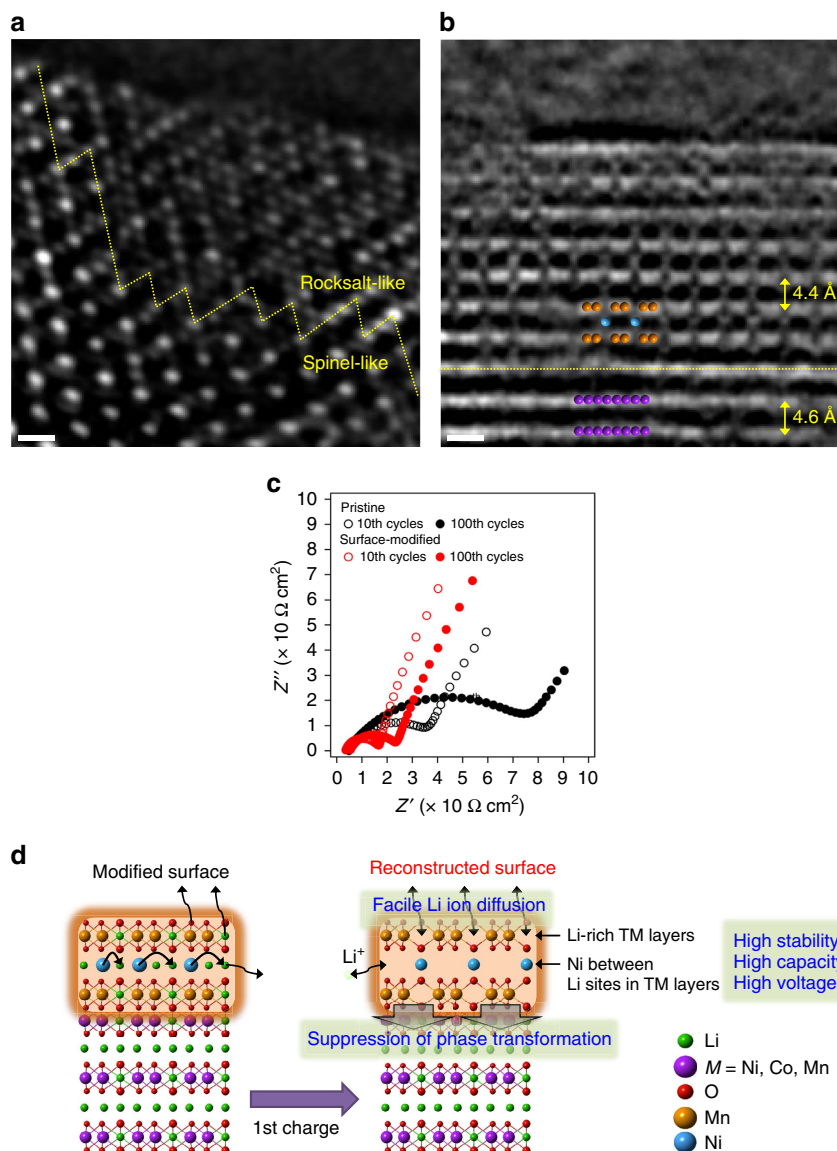 a
b
Rocksalt-like
Spinel-like
4.4 Å
4.6 Å
c
10
9
8
7
6
5
4
3
2
1
0
Z′′ (× 10 Ω cm²)
Pristine
10th cycles 100th cycles
Surface-modified
10th cycles 100th cycles
0 1 2 3 4 5 6 7 8 9 10
Z′ (× 10 Ω cm²)
d
Modified surface
Reconstructed surface
Facile Li ion diffusion
Li⁺
Li-rich TM layers
Ni between
Li sites in TM layers
High stability
High capacity
High voltage
Suppression of phase transformation
1st charge
Li
M = Ni, Co, Mn
O
Mn
Ni